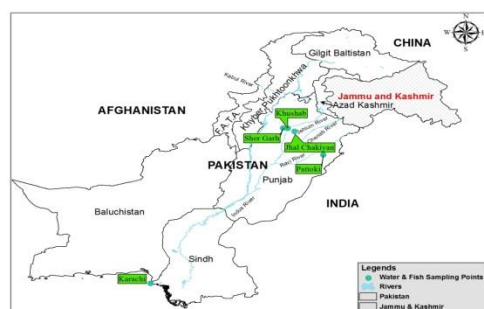 CHINA
Gilgit Baltistan
Kabul River
Khyber Pukhtoonkhwa
Jammu and Kashmir
Azad Kashmir
AFGHANISTAN
F.A.T.A.
Khushab
Sher Garh
Jhelum River
Chenab River
Jhal Chakiyan
Ravi River
Pattoki
PAKISTAN
Punjab
INDIA
Indus River
Baluchistan
Sindh
Karachi
Legends
Water & Fish Sampling Points
Rivers
Pakistan
Jammu & Kashmir